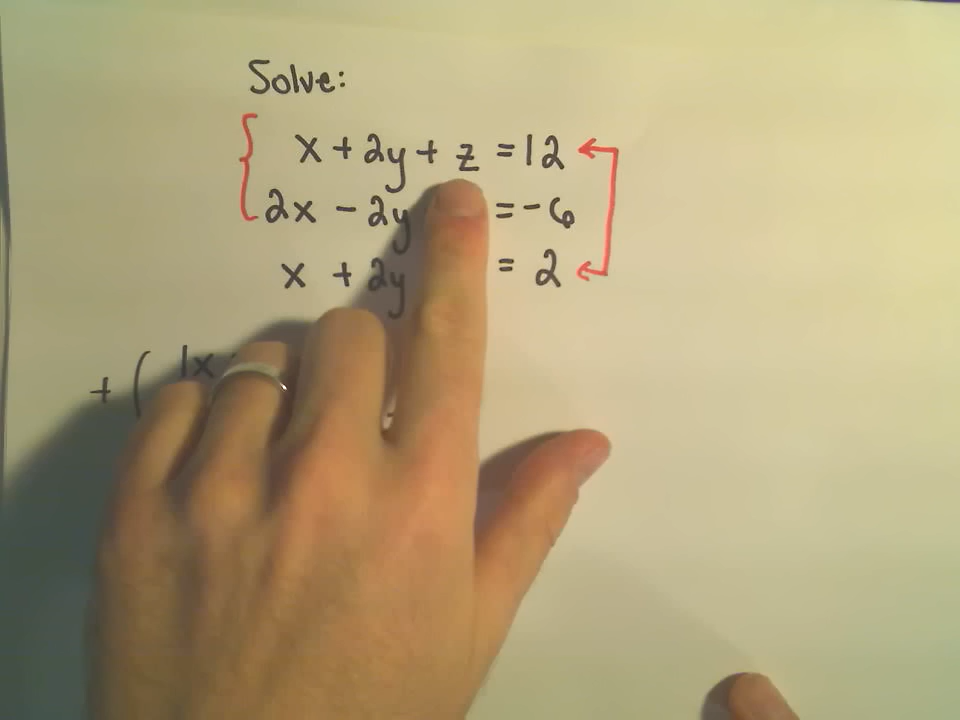 Solve:
x + 2y + z = 12
2x - 2y = -6
x + 2y = 2
+ ( 1x